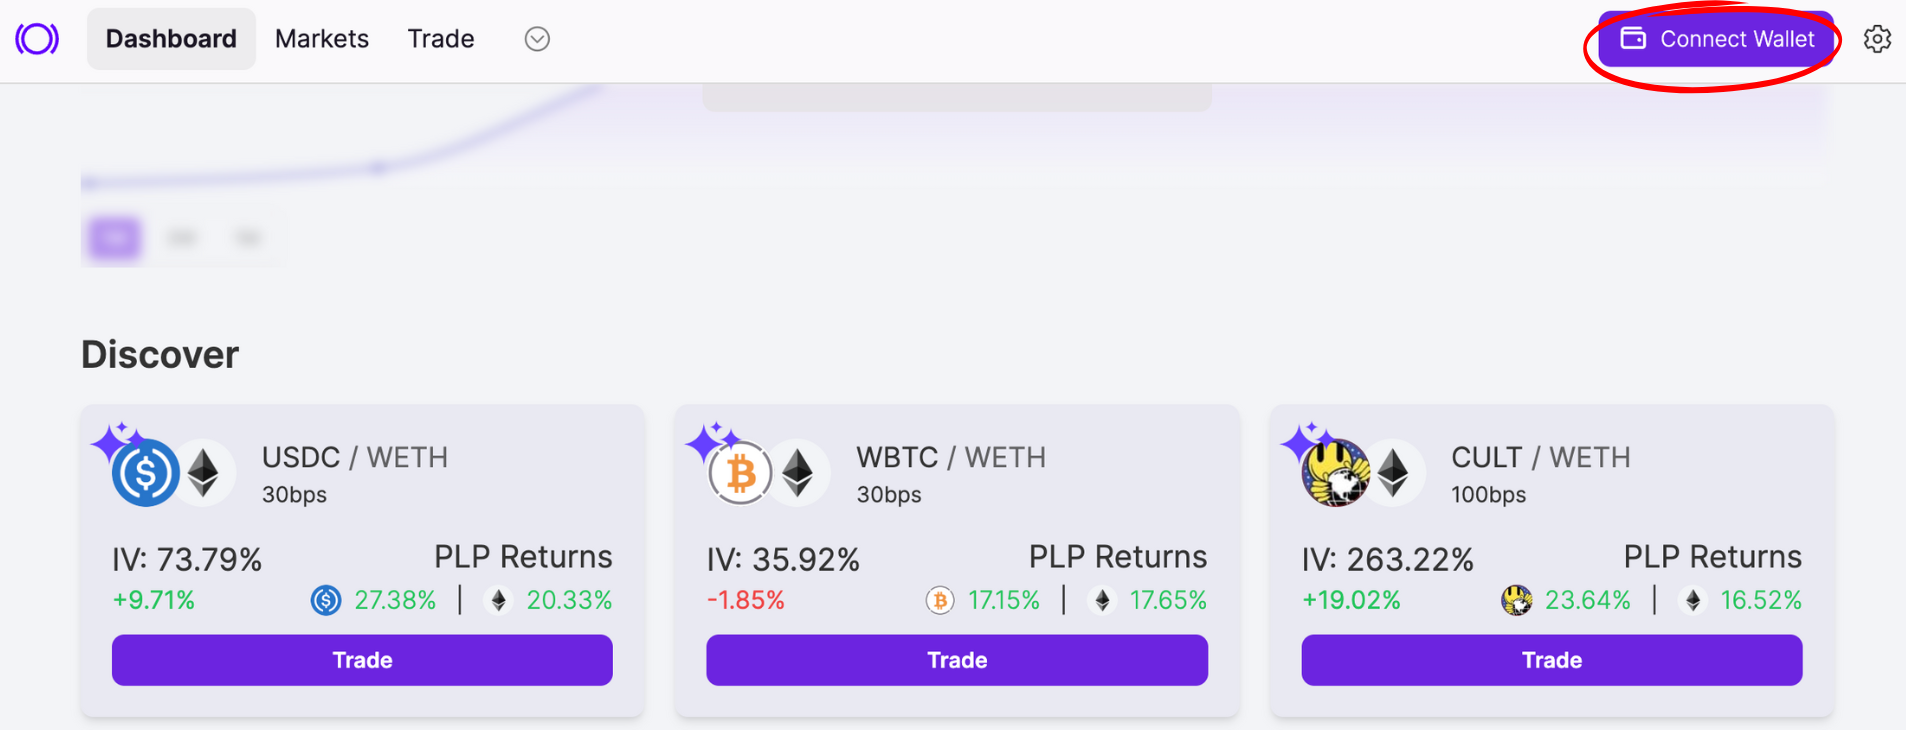 Dashboard Markets Trade Connect Wallet
Discover
USDC / WETH
30bps
IV: 73.79% PLP Returns
+9.71% 27.38% | 20.33%
Trade
WBTC / WETH
30bps
IV: 35.92% PLP Returns
-1.85% 17.15% | 17.65%
Trade
CULT / WETH
100bps
IV: 263.22% PLP Returns
+19.02% 23.64% | 16.52%
Trade